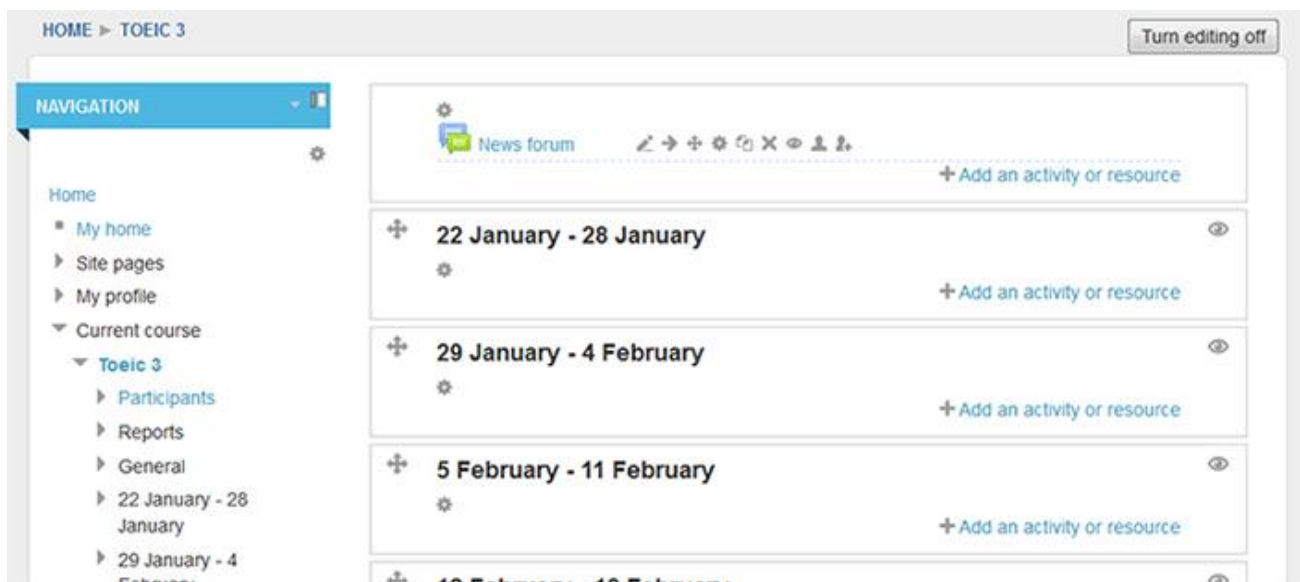 HOME ► TOEIC 3
Turn editing off
NAVIGATION
Home
My home
Site pages
My profile
Current course
Toeic 3
Participants
Reports
General
22 January - 28
January
29 January - 4
News forum
+Add an activity or resource
22 January - 28 January
+Add an activity or resource
29 January - 4 February
+Add an activity or resource
5 February - 11 February
+Add an activity or resource